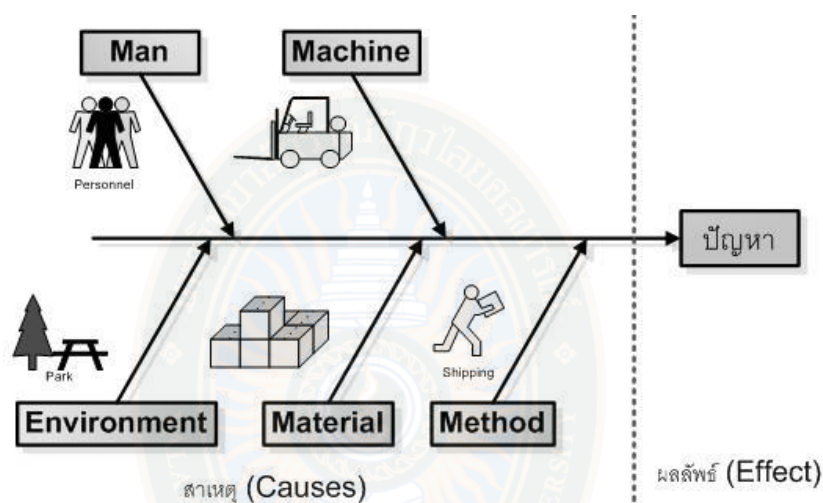 Man
Machine
Personnel
ปัญหา
Park
Shipping
Environment
Material
Method
สาเหตุ (Causes)
ผลลัพธ์ (Effect)